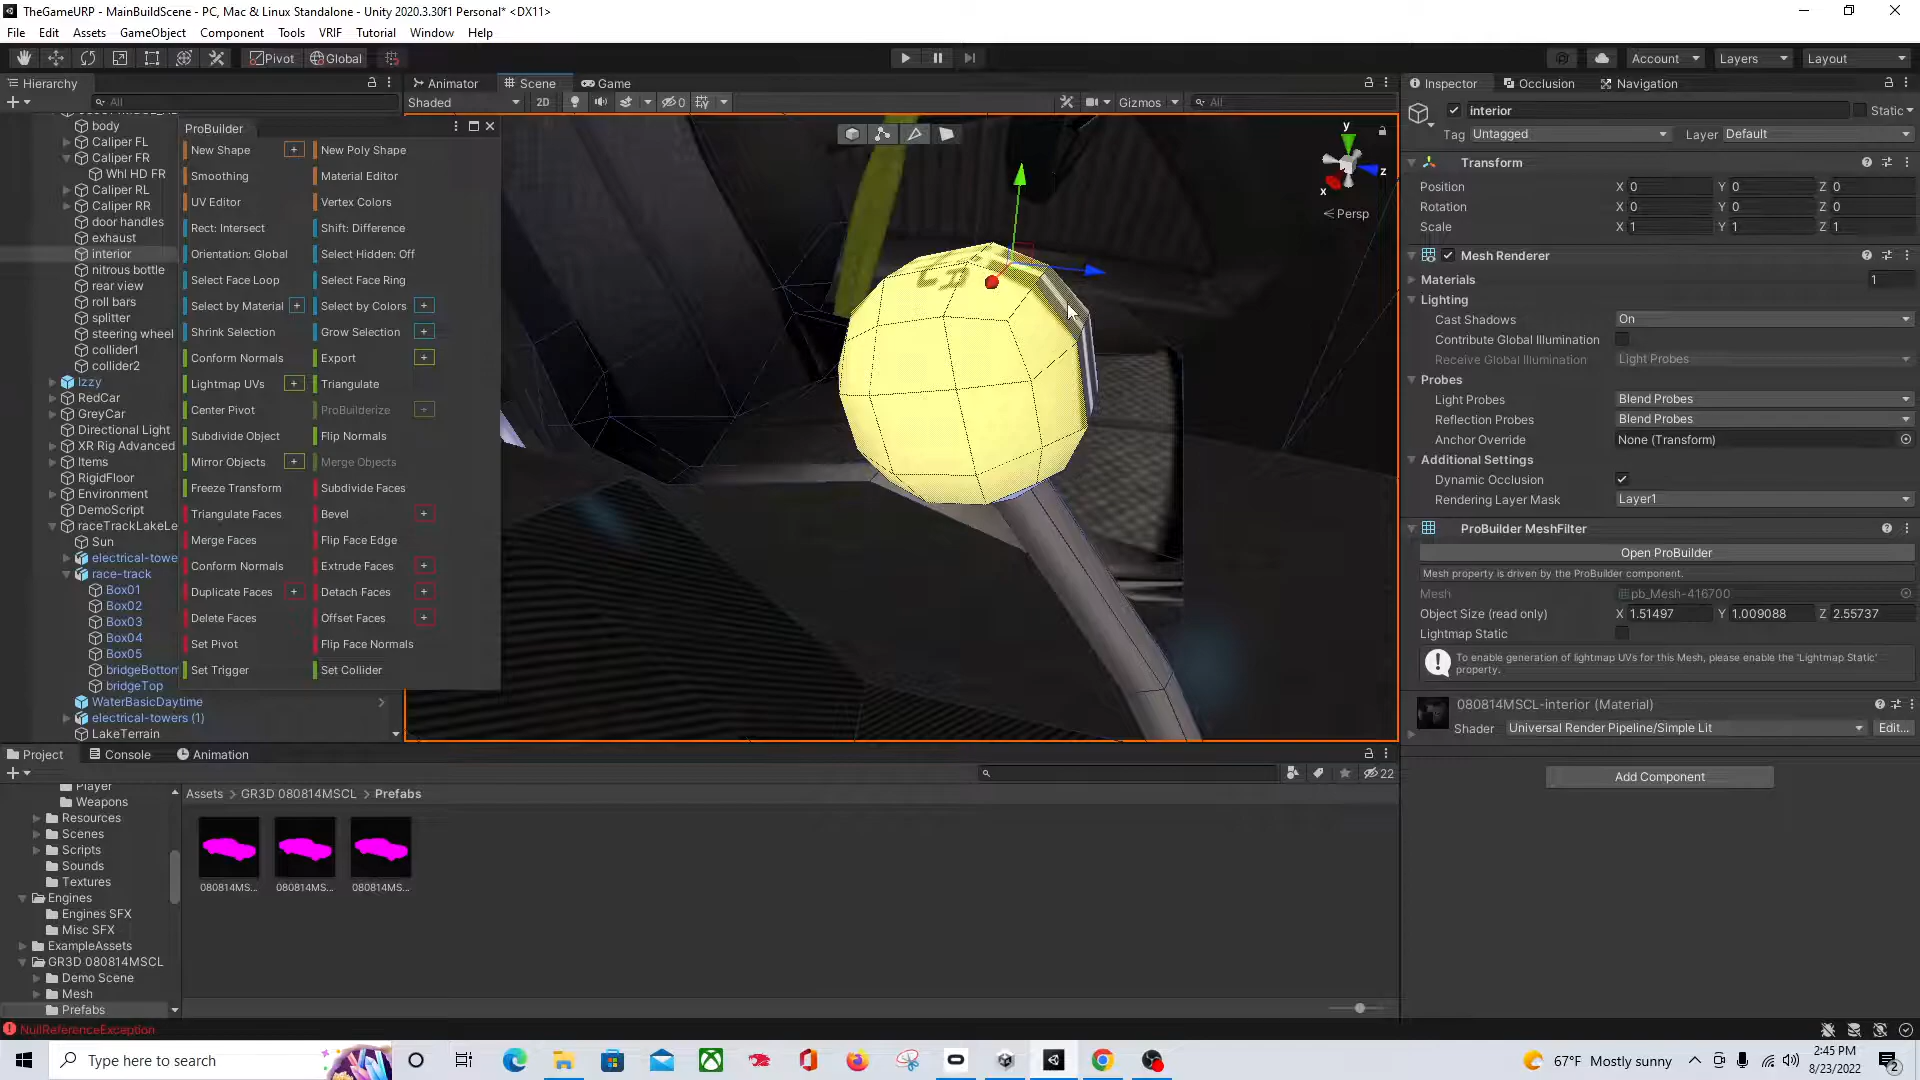 TheGameURP - MainBuildScene - PC, Mac & Linux Standalone - Unity 2020.3.30f1 Personal* <DX11>
File Edit Assets GameObject Component Tools VRIF Tutorial Window Help
Pivot Global Account Layers Layout
Hierarchy
All
body
Caliper FL
Caliper FR
Whl HD FR
Caliper RL
Caliper RR
door handles
exhaust
interior
nitrous bottle
rear view
roll bars
splitter
steering wheel
collider1
collider2
Izzy
RedCar
GreyCar
Directional Light
XR Rig Advanced
Items
RigidFloor
Environment
DemoScript
raceTrackLakeLe
Sun
electrical-towe
race-track
Box01
Box02
Box03
Box04
Box05
bridgeBottom
bridgeTop
WaterBasicDaytime
electrical-towers (1)
LakeTerrain
ProBuilder
New Shape + New Poly Shape
Smoothing Material Editor
UV Editor Vertex Colors
Rect: Intersect Shift: Difference
Orientation: Global Select Hidden: Off
Select Face Loop Select Face Ring
Select by Material + Select by Colors +
Shrink Selection Grow Selection +
Conform Normals Export +
Lightmap UVs + Triangulate
Center Pivot ProBuilderize +
Subdivide Object Flip Normals
Mirror Objects + Merge Objects
Freeze Transform Subdivide Faces
Triangulate Faces Bevel +
Merge Faces Flip Face Edge
Conform Normals Extrude Faces +
Duplicate Faces + Detach Faces +
Delete Faces Offset Faces +
Set Pivot Flip Face Normals
Set Trigger Set Collider
Animator Scene Game
Shaded 2D 0 Gizmos All
y
z
x
Persp
Inspector Occlusion Navigation
interior Static
Tag Untagged Layer Default
Transform
Position X 0 Y 0 Z 0
Rotation X 0 Y 0 Z 0
Scale X 1 Y 1 Z 1
Mesh Renderer
Materials 1
Lighting
Cast Shadows On
Contribute Global Illumination
Receive Global Illumination Light Probes
Probes
Light Probes Blend Probes
Reflection Probes Blend Probes
Anchor Override None (Transform)
Additional Settings
Dynamic Occlusion
Rendering Layer Mask Layer1
ProBuilder MeshFilter
Open ProBuilder
Mesh property is driven by the ProBuilder component.
Mesh pb_Mesh-416700
Object Size (read only) X 1.51497 Y 1.009088 Z 2.55737
Lightmap Static
To enable generation of lightmap UVs for this Mesh, please enable the 'Lightmap Static' property.
080814MSCL-interior (Material)
Shader Universal Render Pipeline/Simple Lit Edit...
Add Component
Project Console Animation
22
Player
Weapons
Resources
Scenes
Scripts
Sounds
Textures
Engines
Engines SFX
Misc SFX
ExampleAssets
GR3D 080814MSCL
Demo Scene
Mesh
Prefabs
Assets > GR3D 080814MSCL > Prefabs
080814MS... 080814MS... 080814MS...
NullReferenceException
Type here to search
67°F Mostly sunny
2:45 PM
8/23/2022
2